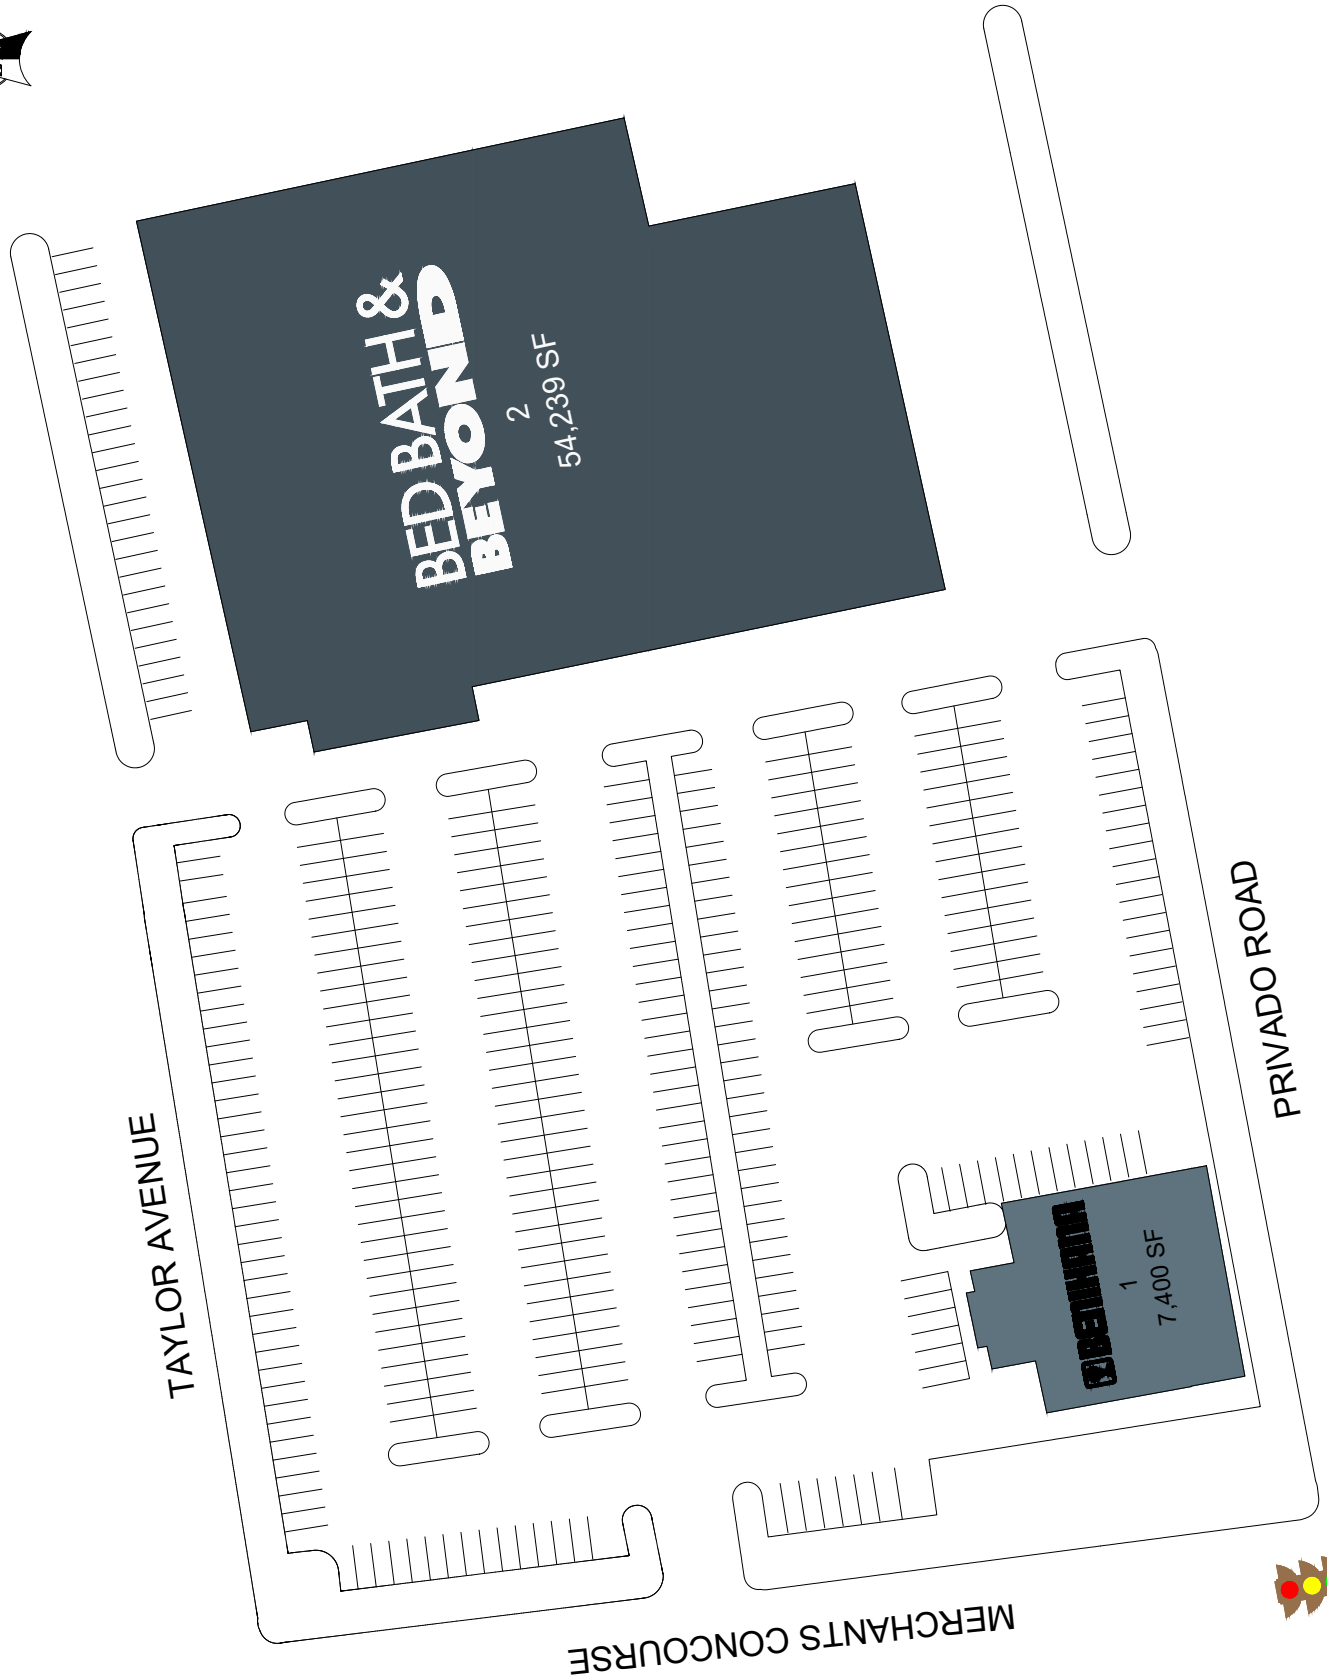 BED BATH &
BEYOND
2
54,239 SF
TAYLOR AVENUE
PRIVADO ROAD
1
7,400 SF
MERCHANTS CONCOURSE